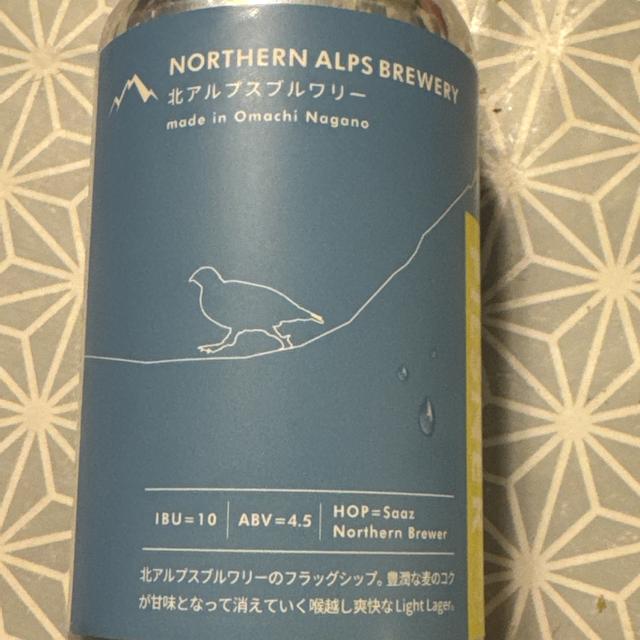 NORTHERN ALPS BREWERY
北アルプスブルワリー
made in Omachi Nagano
IBU=10
ABV=4.5
HOP=Saaz
Northern Brewer
北アルプスブルワリーのフラッグシップ。豊潤な麦のコク
が甘味となって消えていく喉越し爽快なLight Lager。